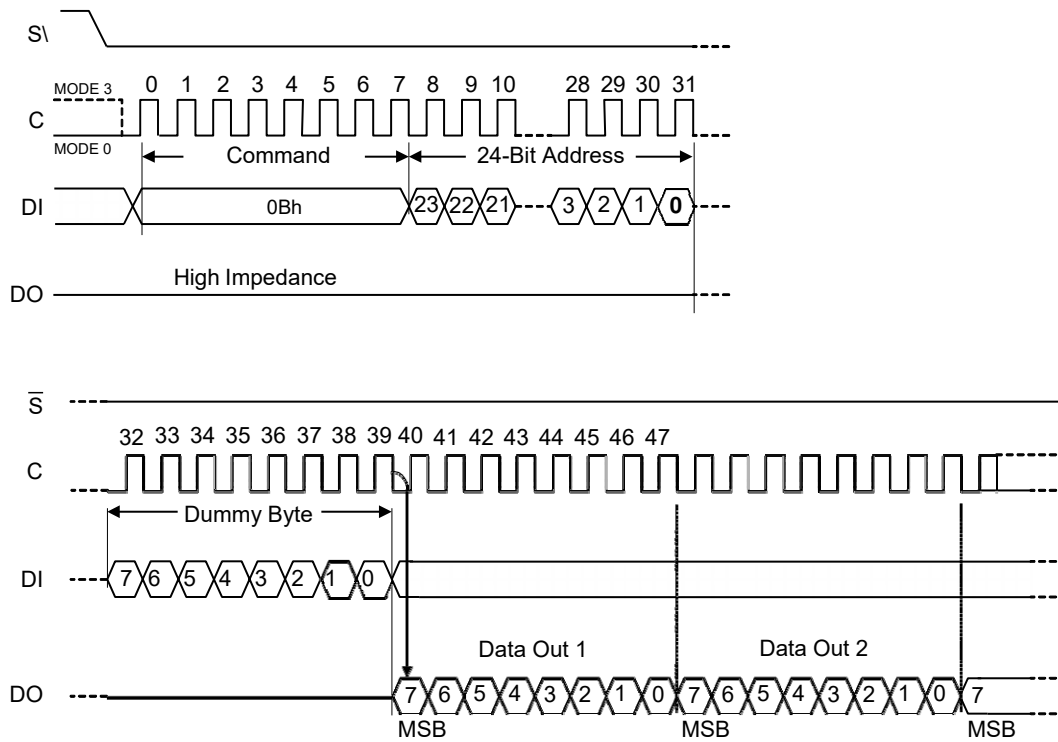 S\
MODE 3 0 1 2 3 4 5 6 7 8 9 10 28 29 30 31
C
MODE 0
Command 24-Bit Address
DI 0Bh 23 22 21 3 2 1 0
High Impedance
DO
S
32 33 34 35 36 37 38 39 40 41 42 43 44 45 46 47
C
Dummy Byte
DI 7 6 5 4 3 2 1 0
Data Out 1 Data Out 2
DO 7 6 5 4 3 2 1 0 7 6 5 4 3 2 1 0 7
MSB MSB MSB